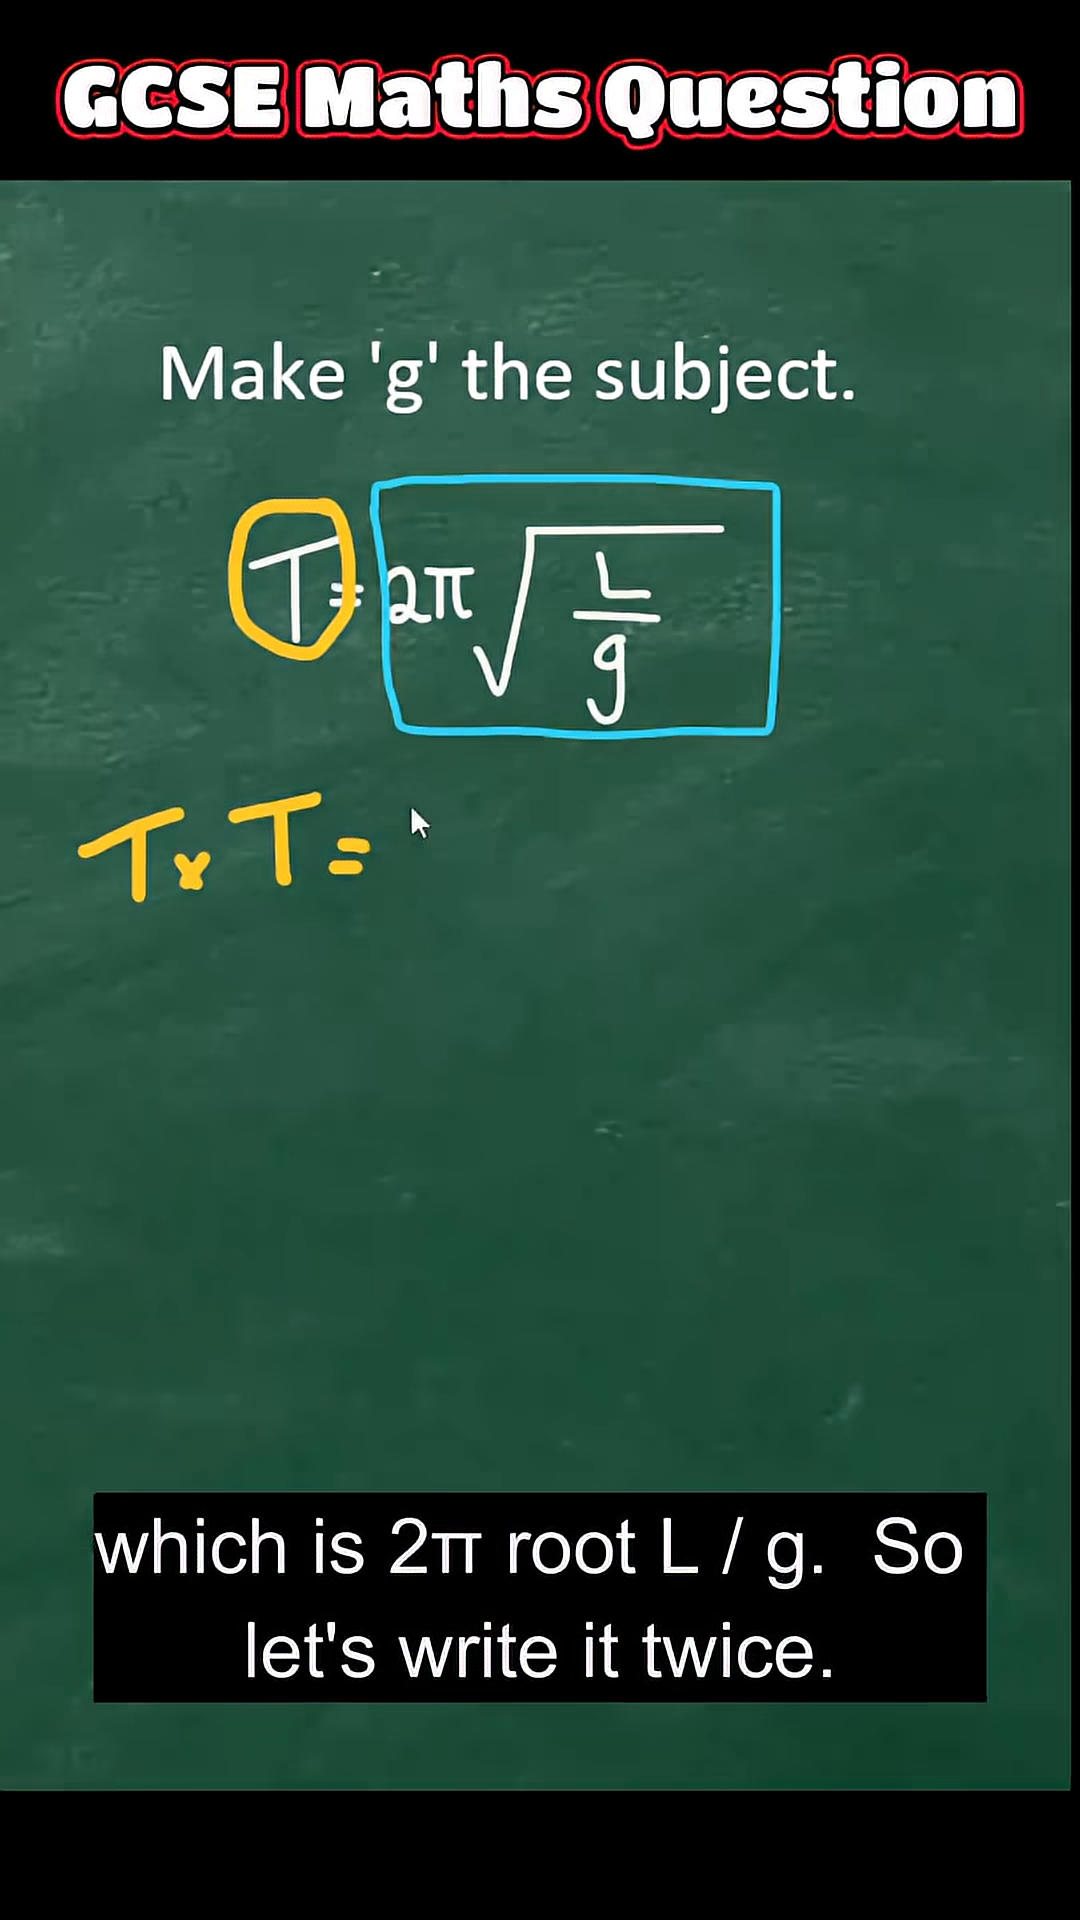 GCSE Maths Question
Make 'g' the subject.
T = 2π√(L/g)
T × T =
which is 2π root L / g.  So
let's write it twice.